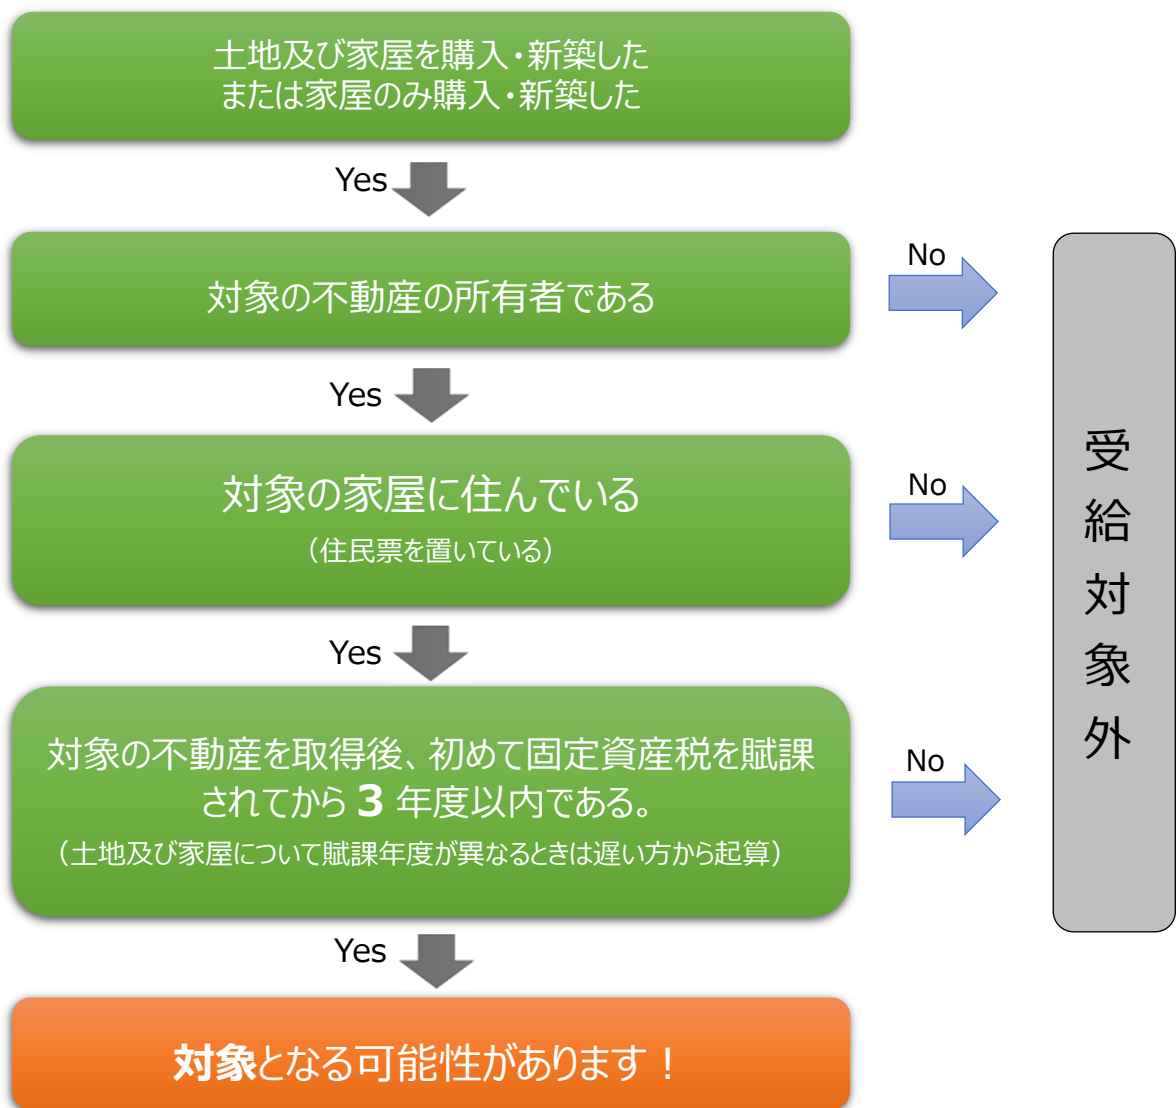 土地及び家屋を購入・新築した
または家屋のみ購入・新築した
Yes
対象の不動産の所有者である
No
Yes
対象の家屋に住んでいる
（住民票を置いている）
No
Yes
対象の不動産を取得後、初めて固定資産税を賦課
されてから 3 年度以内である。
（土地及び家屋について賦課年度が異なるときは遅い方から起算）
No
Yes
対象となる可能性があります！
受給対象外